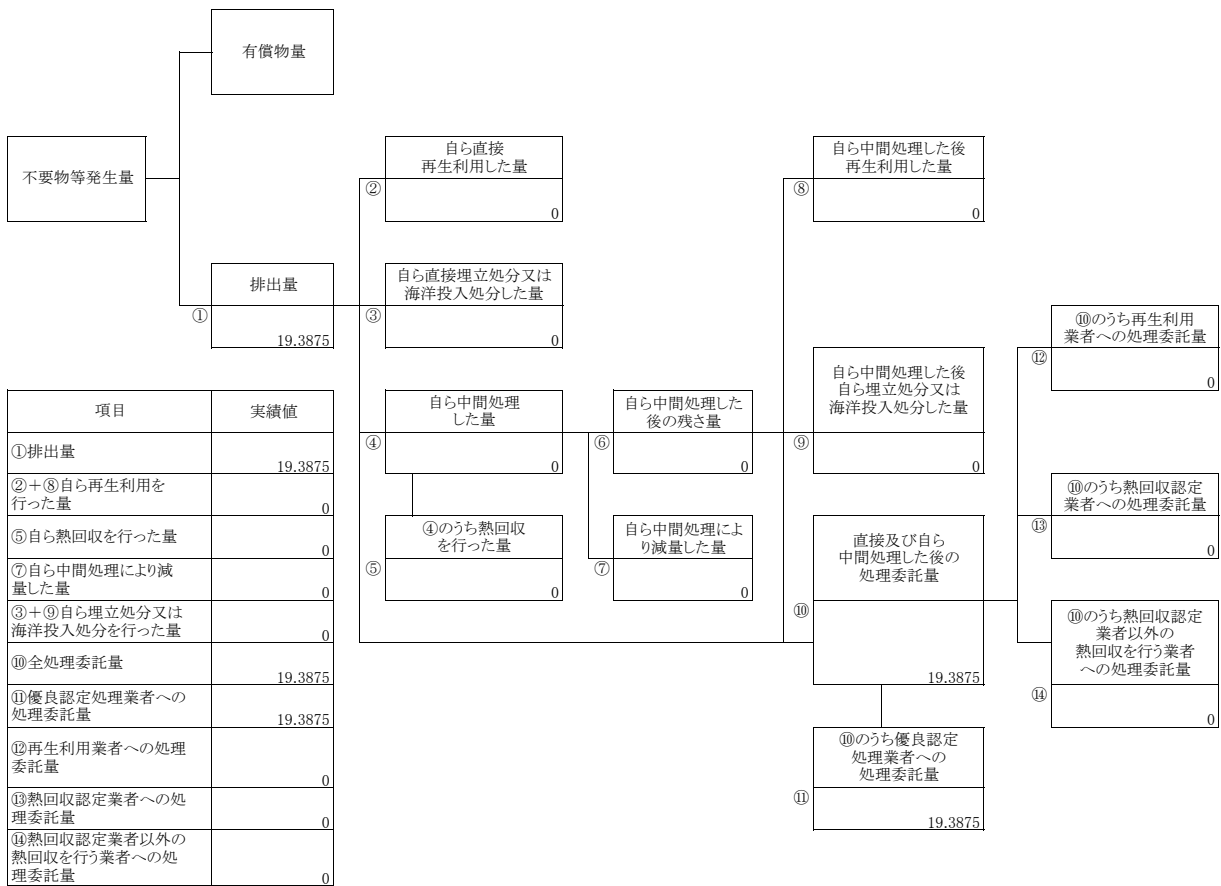 有償物量
不要物等発生量
自ら直接
再生利用した量
②
0
自ら中間処理した後
再生利用した量
⑧
0
排出量
①
19.3875
自ら直接埋立処分又は
海洋投入処分した量
③
0
自ら中間処理
した量
④
0
自ら中間処理した
後の残さ量
⑥
0
自ら中間処理した後
自ら埋立処分又は
海洋投入処分した量
⑨
0
⑩のうち再生利用
業者への処理委託量
⑫
0
④のうち熱回収
を行った量
⑤
0
自ら中間処理によ
り減量した量
⑦
0
直接及び自ら
中間処理した後の
処理委託量
⑩
19.3875
⑩のうち熱回収認定
業者への処理委託量
⑬
0
⑩のうち熱回収認定
業者以外の
熱回収を行う業者
への処理委託量
⑭
0
⑩のうち優良認定
処理業者への
処理委託量
⑪
19.3875
項目 実績値
①排出量
19.3875
②+⑧自ら再生利用を
行った量
0
⑤自ら熱回収を行った量
0
⑦自ら中間処理により減
量した量
0
③+⑨自ら埋立処分又は
海洋投入処分を行った量
0
⑩全処理委託量
19.3875
⑪優良認定処理業者への
処理委託量
19.3875
⑫再生利用業者への処理
委託量
0
⑬熱回収認定業者への処
理委託量
0
⑭熱回収認定業者以外の
熱回収を行う業者への処
理委託量
0